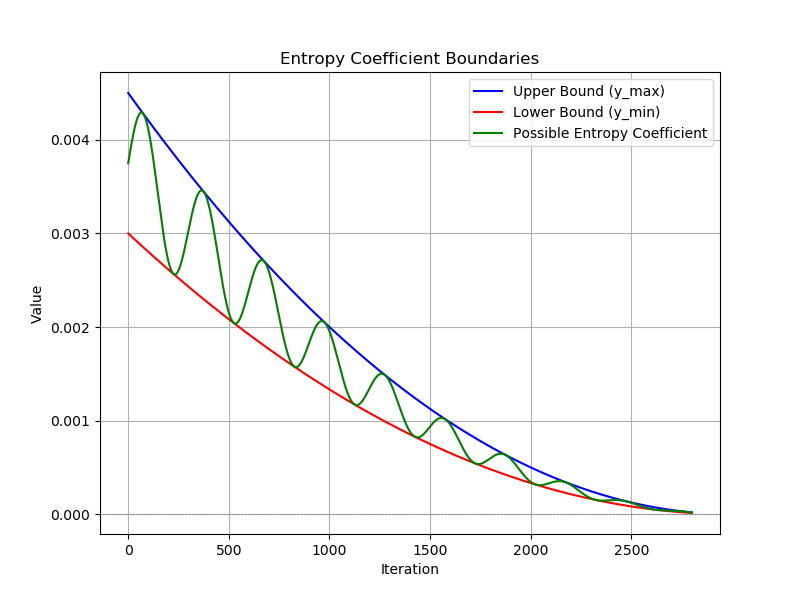 Entropy Coefficient Boundaries
Upper Bound (y_max)
Lower Bound (y_min)
Possible Entropy Coefficient
Value
0.004
0.003
0.002
0.001
0.000
0 500 1000 1500 2000 2500
Iteration